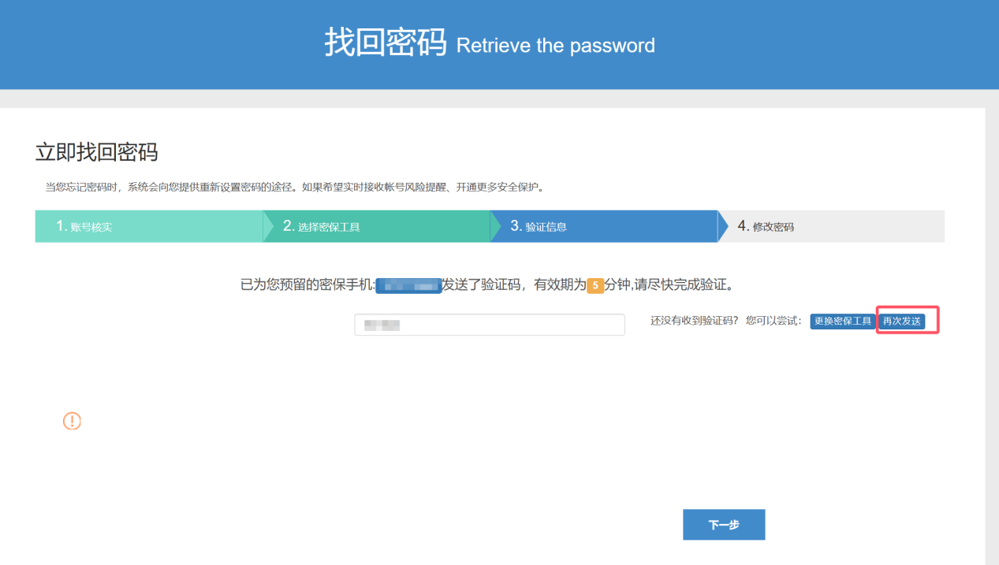 找回密码 Retrieve the password
立即找回密码
当您忘记密码时，系统会向您提供重新设置密码的途径。如果希望实时接收帐号风险提醒、开通更多安全保护。
1. 账号核实 2. 选择密保工具 3. 验证信息 4. 修改密码
已为您预留的密保手机:发送了验证码，有效期为5分钟,请尽快完成验证。
还没有收到验证码？您可以尝试： 更换密保工具 再次发送
下一步